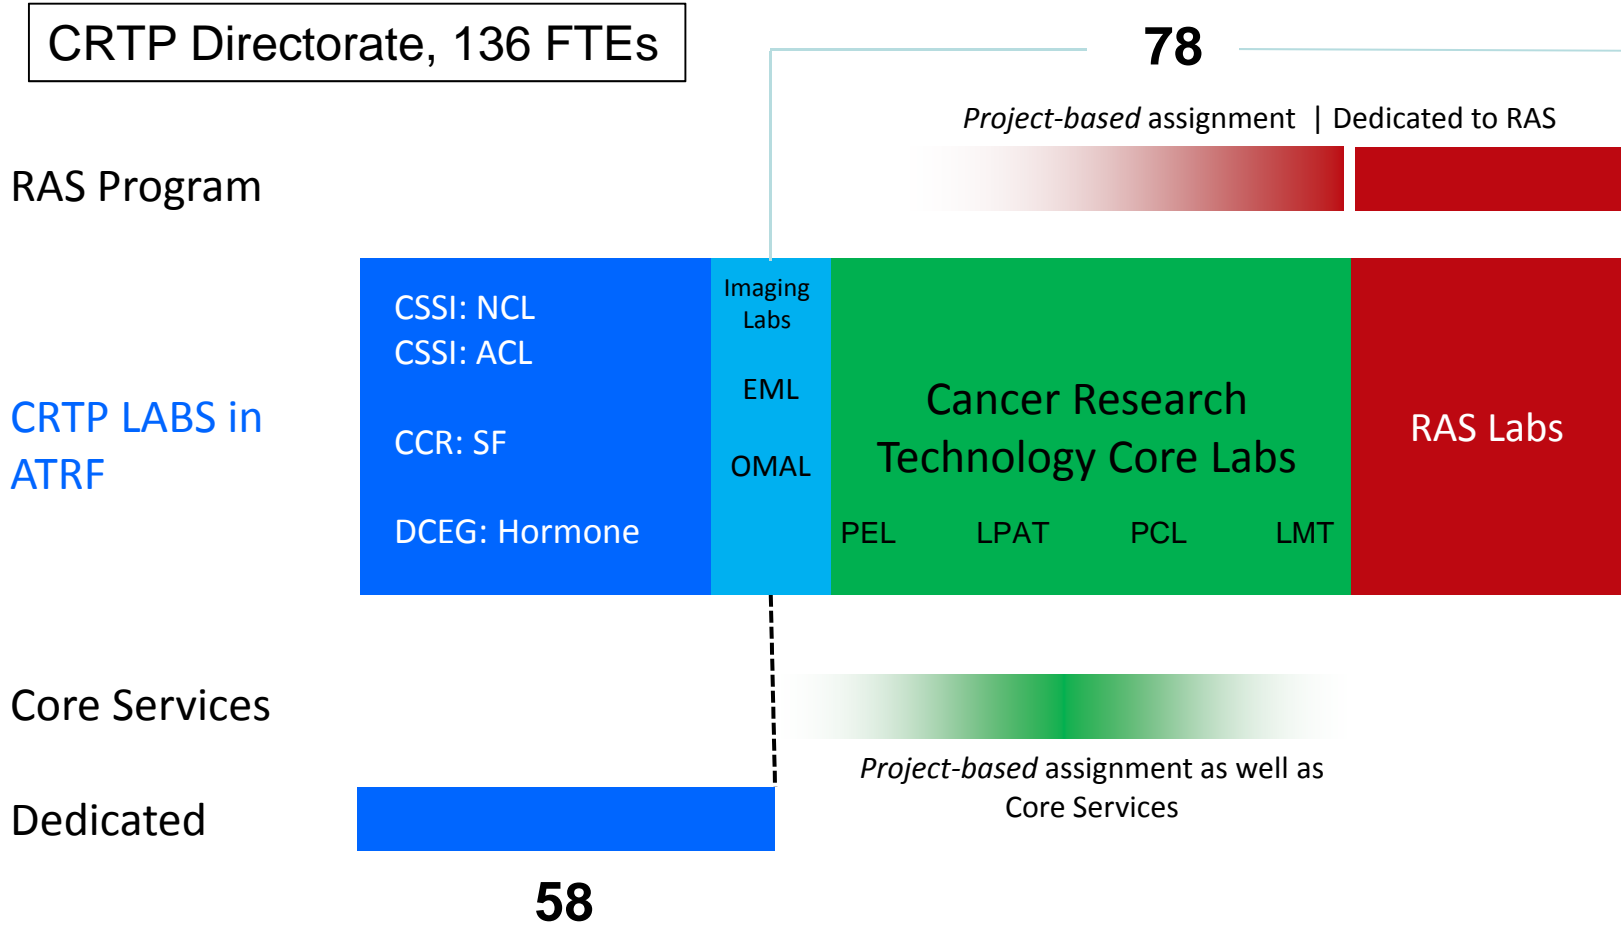 CRTP Directorate, 136 FTEs
78
Project-based assignment | Dedicated to RAS
RAS Program
CRTP LABS in
ATRF
CSSI: NCL
CSSI: ACL
CCR: SF
DCEG: Hormone
Imaging
Labs
EML
OMAL
Cancer Research
Technology Core Labs
PEL LPAT PCL LMT
RAS Labs
Core Services
Project-based assignment as well as
Core Services
Dedicated
58